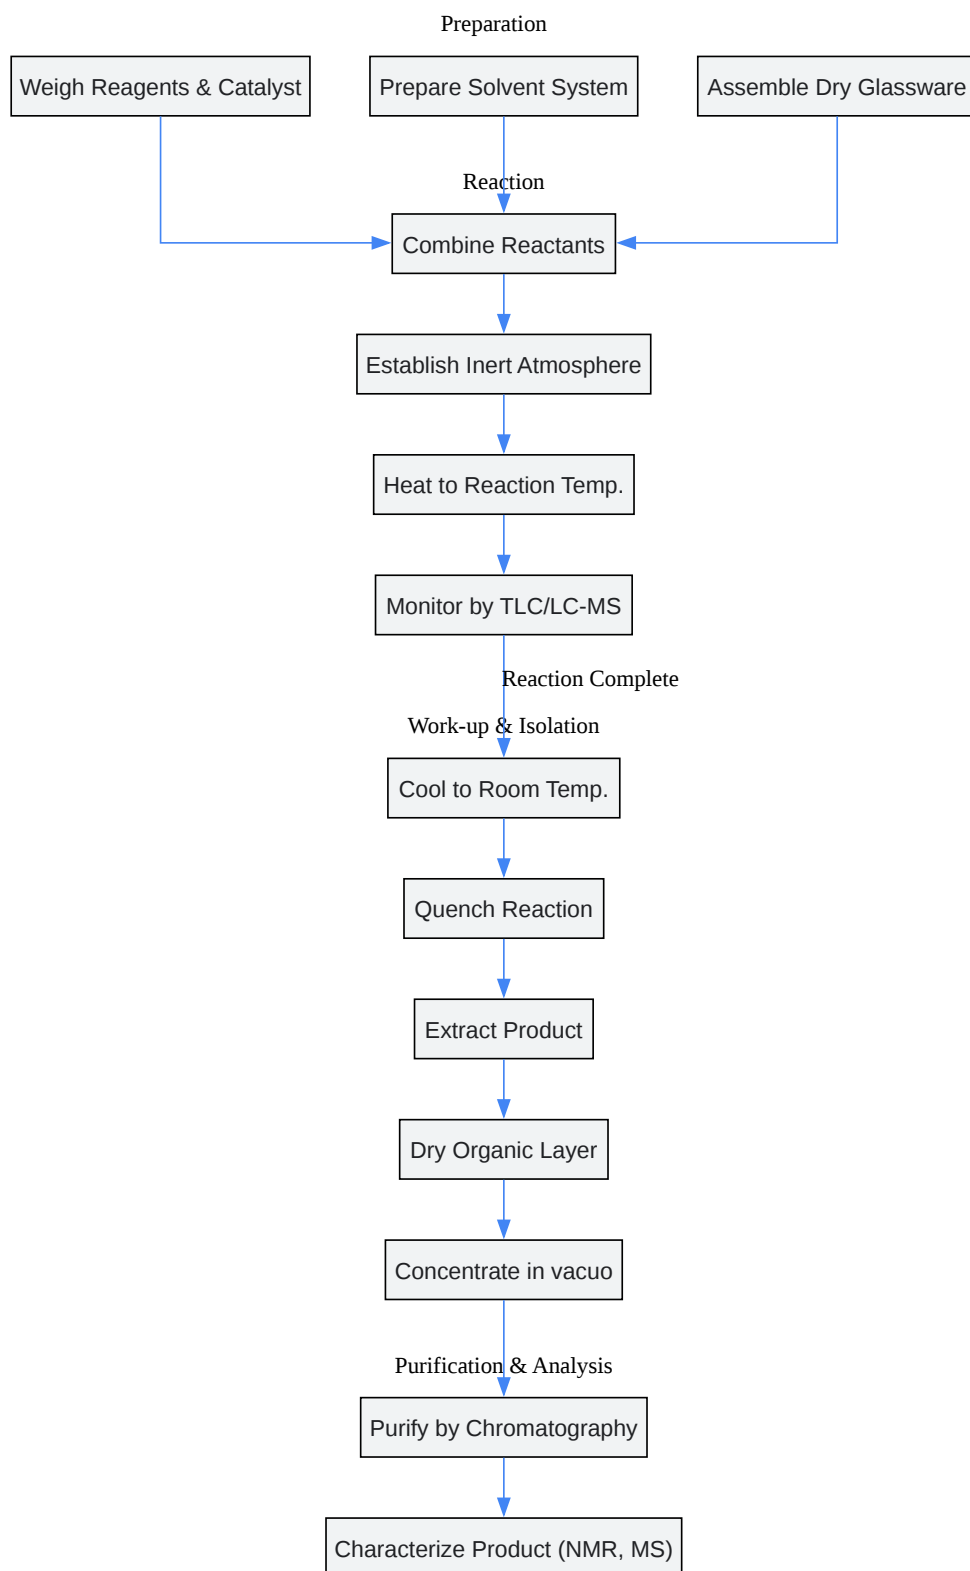 Preparation
Weigh Reagents & Catalyst
Prepare Solvent System
Assemble Dry Glassware
Reaction
Combine Reactants
Establish Inert Atmosphere
Heat to Reaction Temp.
Monitor by TLC/LC-MS
Reaction Complete
Work-up & Isolation
Cool to Room Temp.
Quench Reaction
Extract Product
Dry Organic Layer
Concentrate in vacuo
Purification & Analysis
Purify by Chromatography
Characterize Product (NMR, MS)